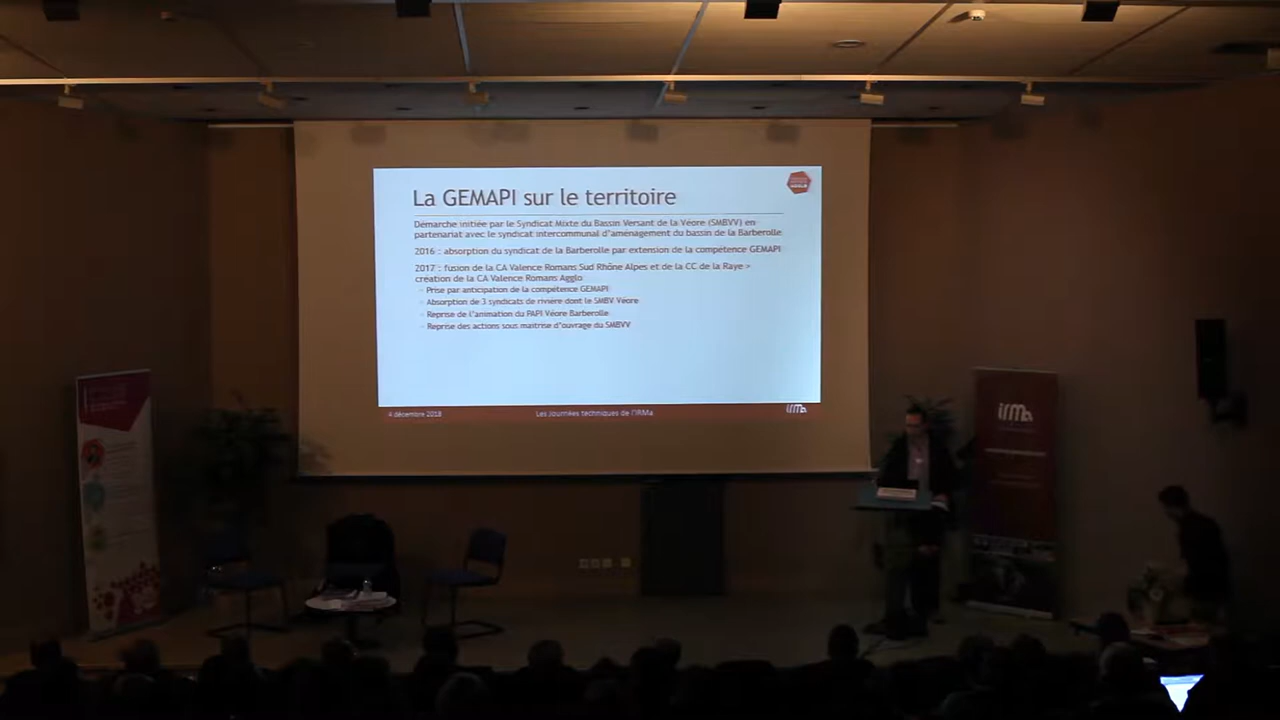 La GEMAPI sur le territoire
Démarche initiée par le Syndicat Mixte du Bassin Versant de la Véore (SMBVV) en
partenariat avec le syndicat intercommunal d'aménagement du bassin de la Barberolle
2016 : absorption du syndicat de la Barberolle par extension de la compétence GEMAPI
2017 : fusion de la CA Valence Romans Sud Rhône Alpes et de la CC de la Raye >
création de la CA Valence Romans Agglo
- Prise par anticipation de la compétence GEMAPI
- Absorption de 3 syndicats de rivière dont le SMBV Véore
- Reprise de l'animation du PAPI Véore Barberolle
- Reprise des actions sous maitrise d'ouvrage du SMBVV
4 décembre 2018
Les Journées techniques de l'IRMa
irma
irma